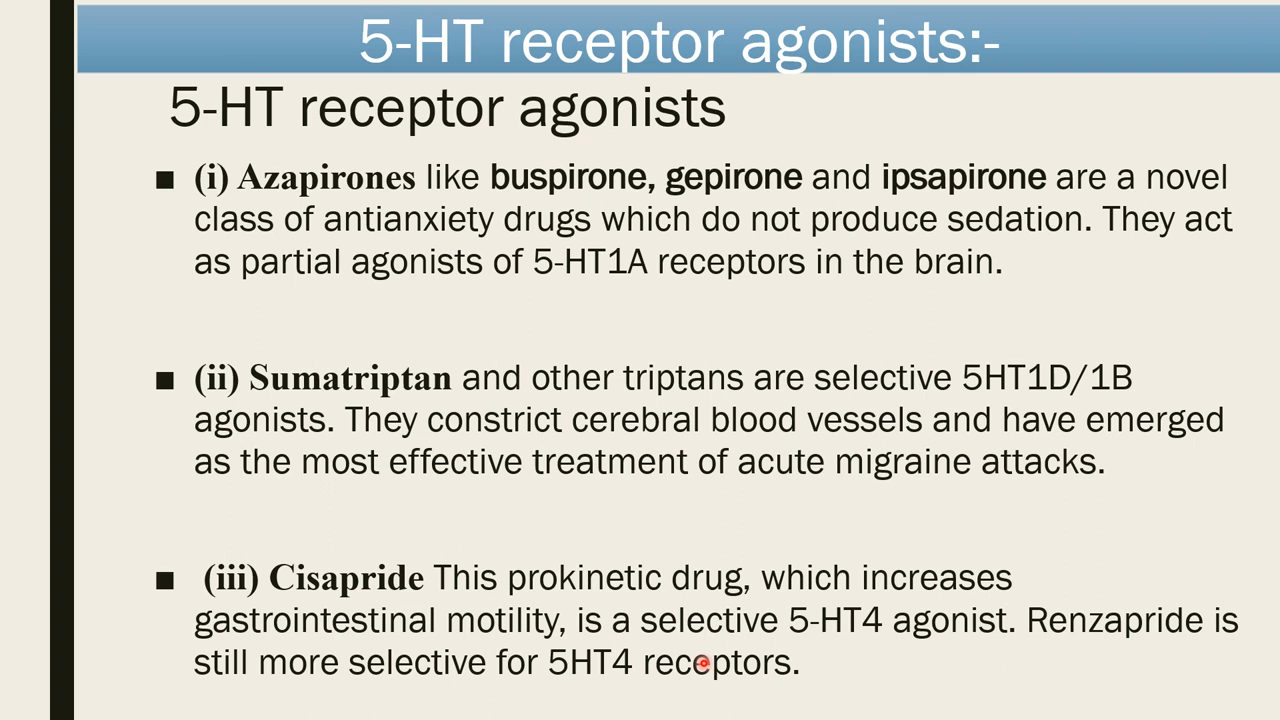 5-HT receptor agonists:-
5-HT receptor agonists
■ (i) Azapirones like buspirone, gepirone and ipsapirone are a novel
class of antianxiety drugs which do not produce sedation. They act
as partial agonists of 5-HT1A receptors in the brain.
■ (ii) Sumatriptan and other triptans are selective 5HT1D/1B
agonists. They constrict cerebral blood vessels and have emerged
as the most effective treatment of acute migraine attacks.
■ (iii) Cisapride This prokinetic drug, which increases
gastrointestinal motility, is a selective 5-HT4 agonist. Renzapride is
still more selective for 5HT4 receptors.